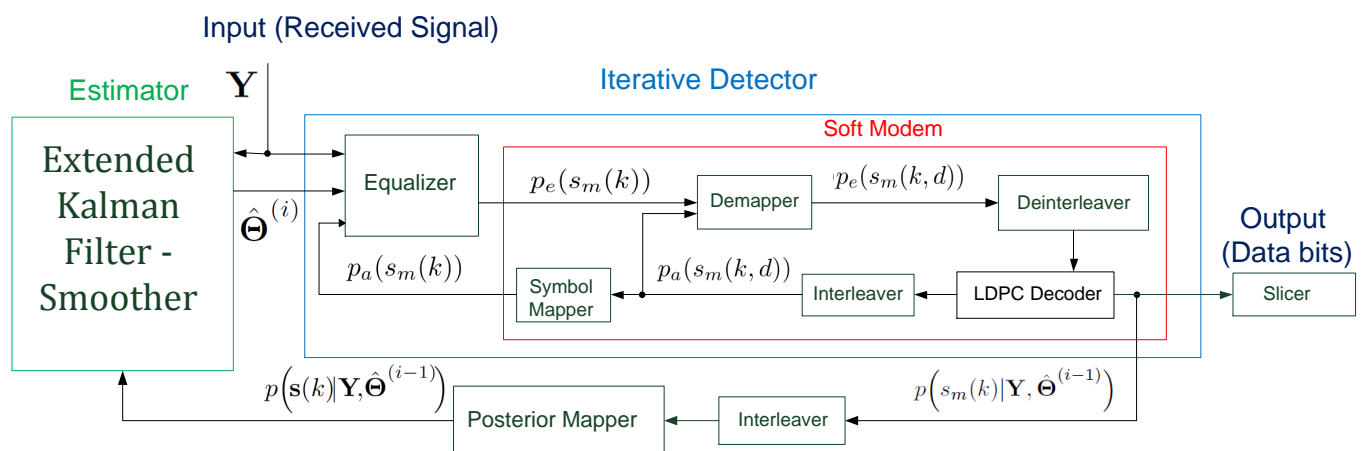 Input (Received Signal)
Y
Estimator
Iterative Detector
Soft Modem
Extended
Kalman
Filter -
Smoother
Θ̂^(i)
Equalizer
p_e(s_m(k))
Demapper
p_e(s_m(k, d))
Deinterleaver
Output
(Data bits)
p_a(s_m(k))
Symbol
Mapper
p_a(s_m(k, d))
Interleaver
LDPC Decoder
Slicer
p(s(k)|Y,Θ̂^(i−1))
Posterior Mapper
Interleaver
p(s_m(k)|Y, Θ̂^(i−1))